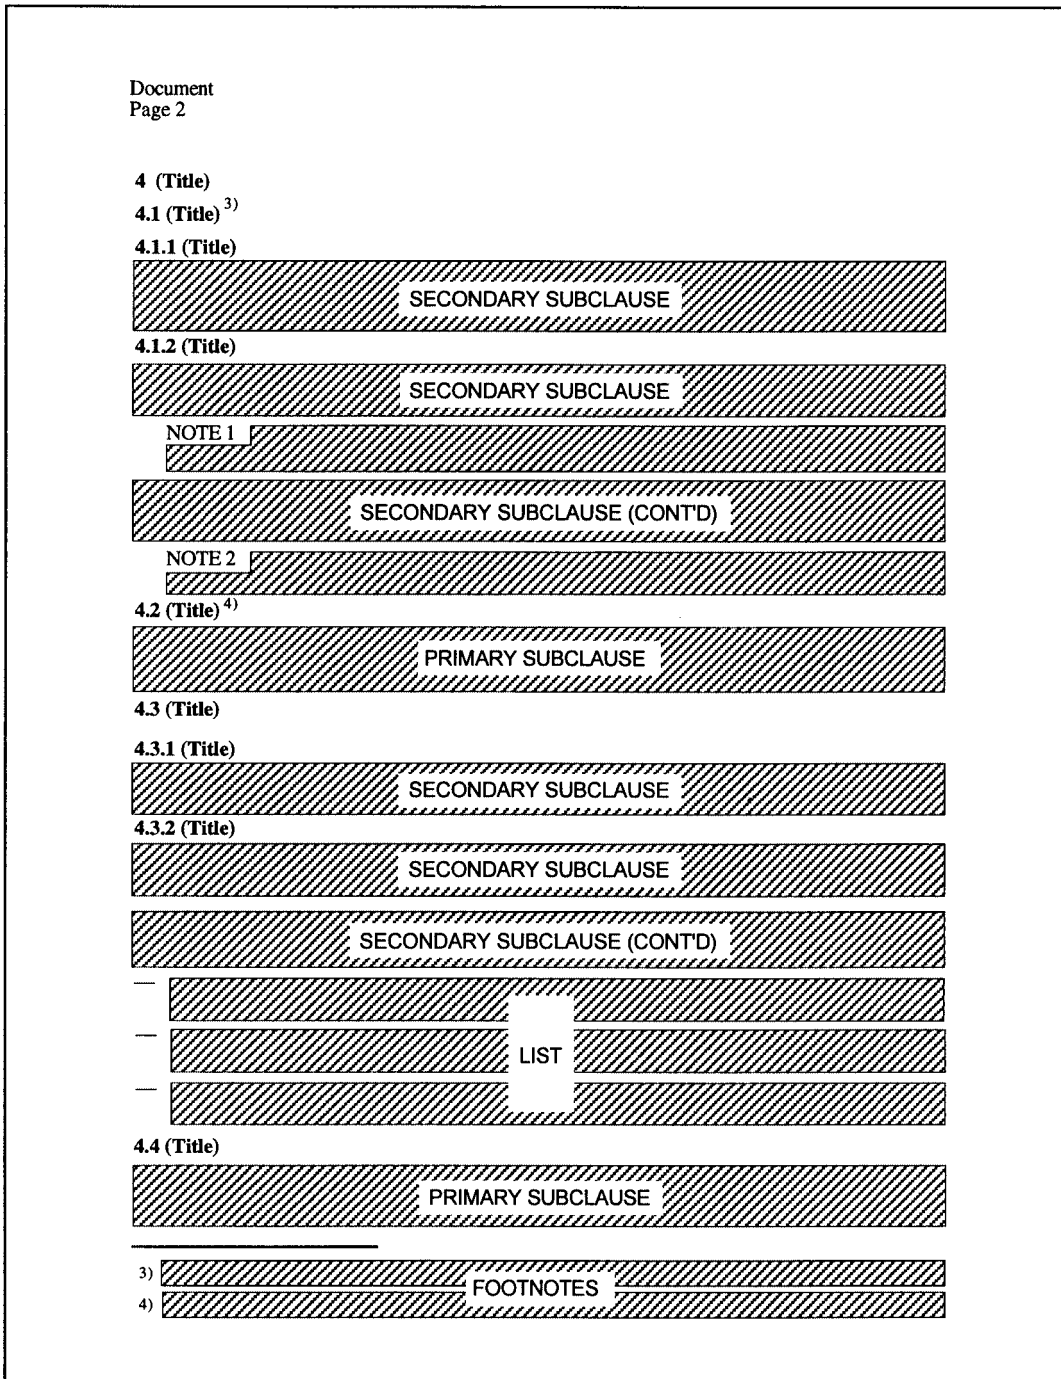 Document
Page 2
4 (Title)
4.1 (Title) 3)
4.1.1 (Title)
SECONDARY SUBCLAUSE
4.1.2 (Title)
SECONDARY SUBCLAUSE
NOTE 1
SECONDARY SUBCLAUSE (CONT'D)
NOTE 2
4.2 (Title) 4)
PRIMARY SUBCLAUSE
4.3 (Title)
4.3.1 (Title)
SECONDARY SUBCLAUSE
4.3.2 (Title)
SECONDARY SUBCLAUSE
SECONDARY SUBCLAUSE (CONT'D)
—
—
LIST
—
4.4 (Title)
PRIMARY SUBCLAUSE
3)
FOOTNOTES
4)